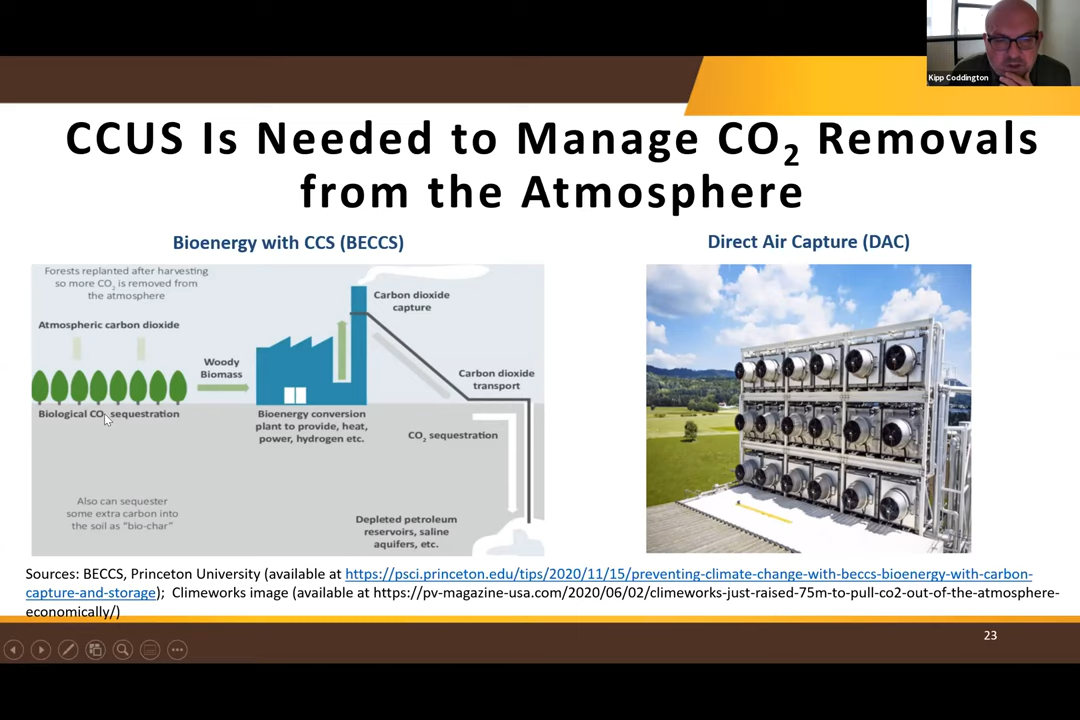 Kipp Coddington
CCUS Is Needed to Manage CO₂ Removals
from the Atmosphere
Bioenergy with CCS (BECCS)
Direct Air Capture (DAC)
Forests replanted after harvesting
so more CO₂ is removed from
the atmosphere
Atmospheric carbon dioxide
Woody
Biomass
Carbon dioxide
capture
Carbon dioxide
transport
Biological CO₂ sequestration
Bioenergy conversion
plant to provide, heat,
power, hydrogen etc.
CO₂ sequestration
Also can sequester
some extra carbon into
the soil as "bio-char"
Depleted petroleum
reservoirs, saline
aquifers, etc.
Sources: BECCS, Princeton University (available at https://psci.princeton.edu/tips/2020/11/15/preventing-climate-change-with-beccs-bioenergy-with-carbon-
capture-and-storage); Climeworks image (available at https://pv-magazine-usa.com/2020/06/02/climeworks-just-raised-75m-to-pull-co2-out-of-the-atmosphere-
economically/)
23